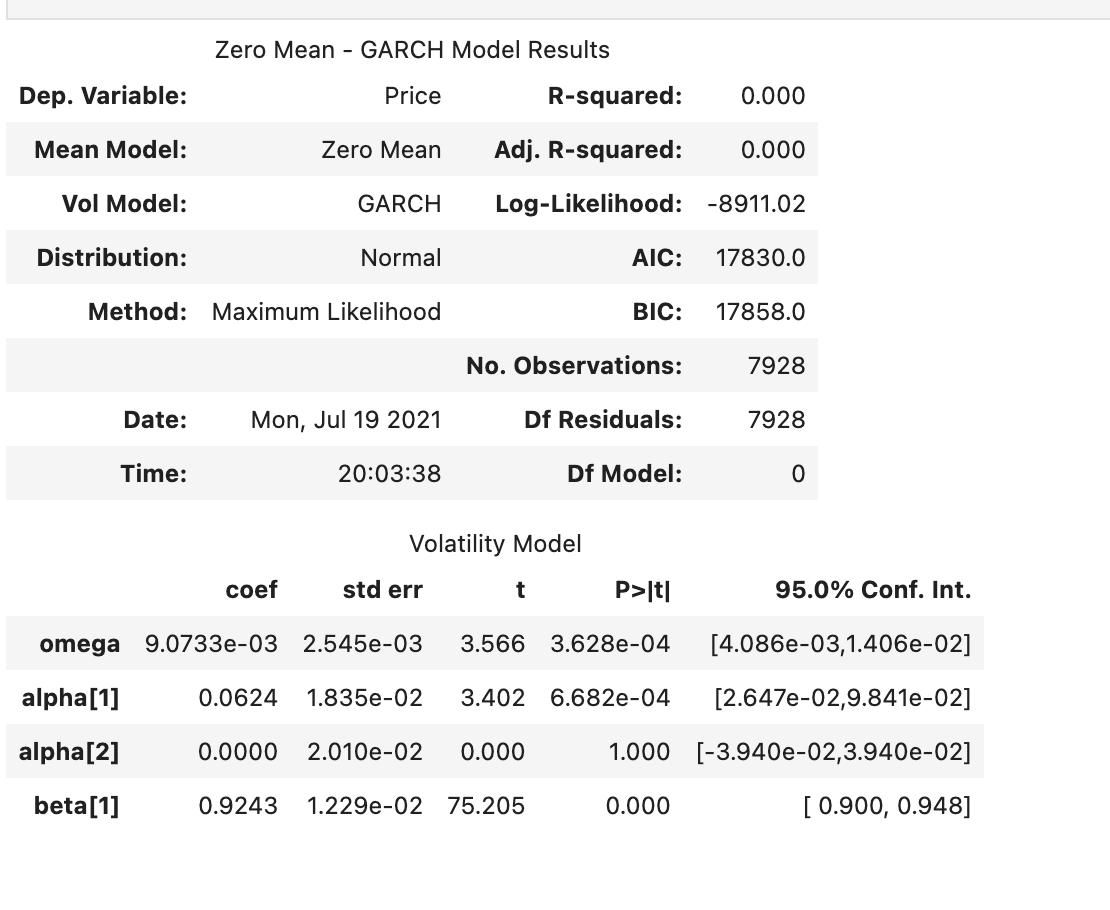 Zero Mean - GARCH Model Results
Dep. Variable: Price R-squared: 0.000
Mean Model: Zero Mean Adj. R-squared: 0.000
Vol Model: GARCH Log-Likelihood: -8911.02
Distribution: Normal AIC: 17830.0
Method: Maximum Likelihood BIC: 17858.0
No. Observations: 7928
Date: Mon, Jul 19 2021 Df Residuals: 7928
Time: 20:03:38 Df Model: 0
Volatility Model
coef std err t P>|t| 95.0% Conf. Int.
omega 9.0733e-03 2.545e-03 3.566 3.628e-04 [4.086e-03,1.406e-02]
alpha[1] 0.0624 1.835e-02 3.402 6.682e-04 [2.647e-02,9.841e-02]
alpha[2] 0.0000 2.010e-02 0.000 1.000 [-3.940e-02,3.940e-02]
beta[1] 0.9243 1.229e-02 75.205 0.000 [ 0.900, 0.948]